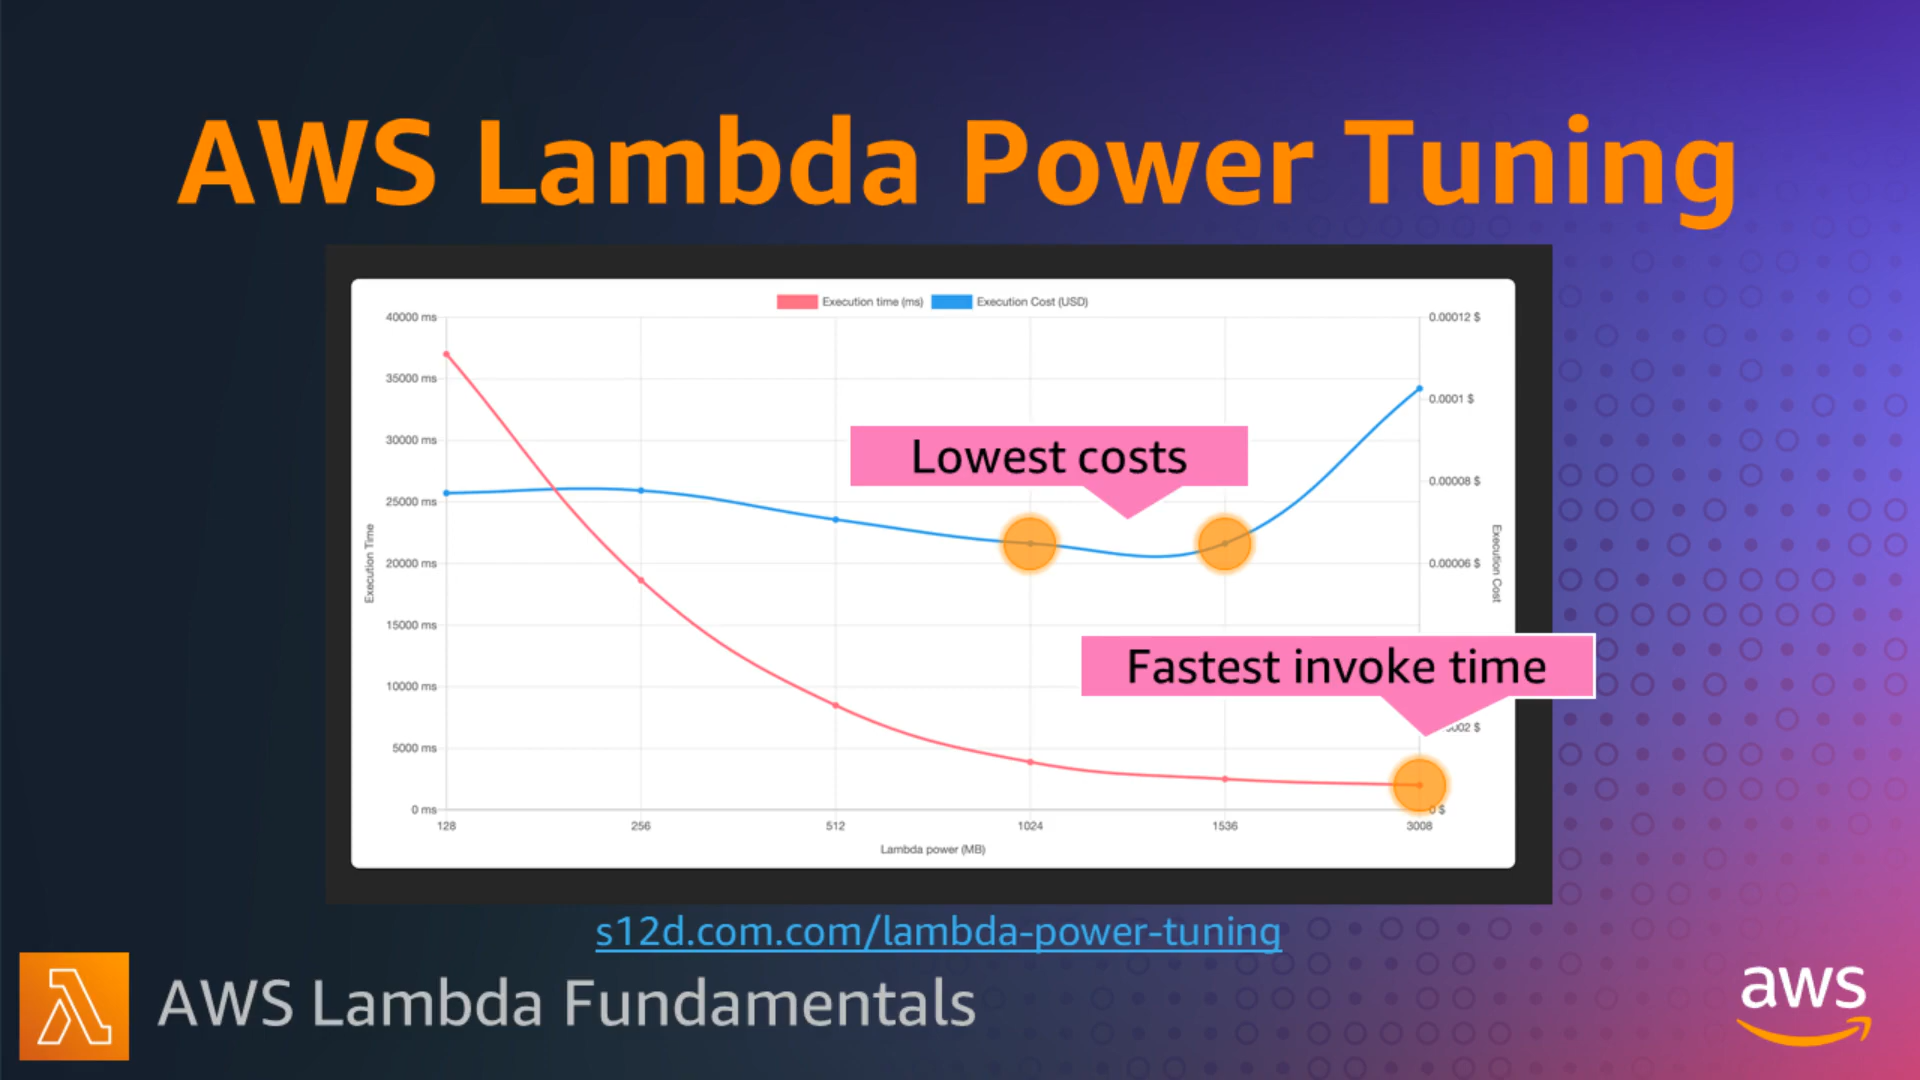 AWS Lambda Power Tuning
Execution time (ms) Execution Cost (USD)
40000 ms
35000 ms
30000 ms
25000 ms
20000 ms
15000 ms
10000 ms
5000 ms
0 ms
Execution Time
0.00012 $
0.0001 $
0.00008 $
0.00006 $
002 $
0 $
Execution Cost
Lowest costs
Fastest invoke time
128 256 512 1024 1536 3008
Lambda power (MB)
s12d.com.com/lambda-power-tuning
AWS Lambda Fundamentals
aws